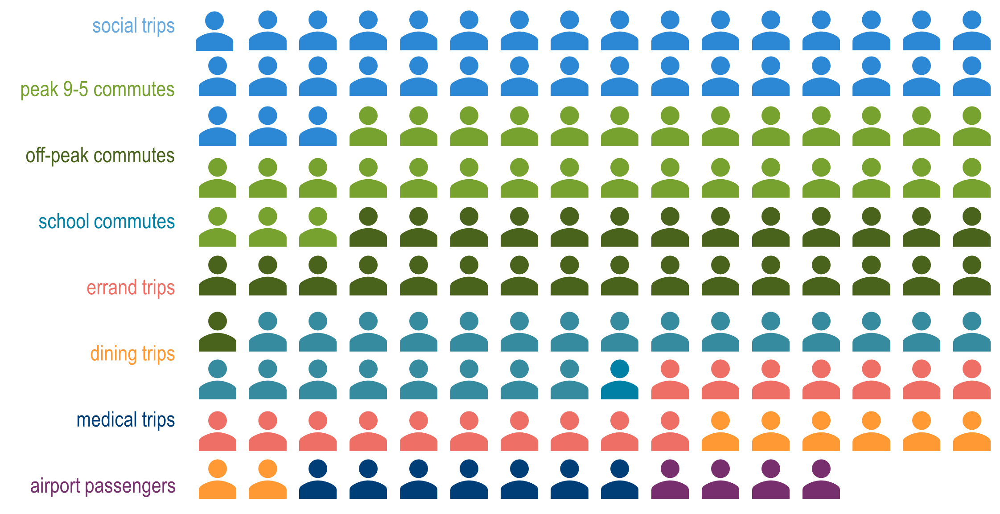 social trips
peak 9-5 commutes
off-peak commutes
school commutes
errand trips
dining trips
medical trips
airport passengers